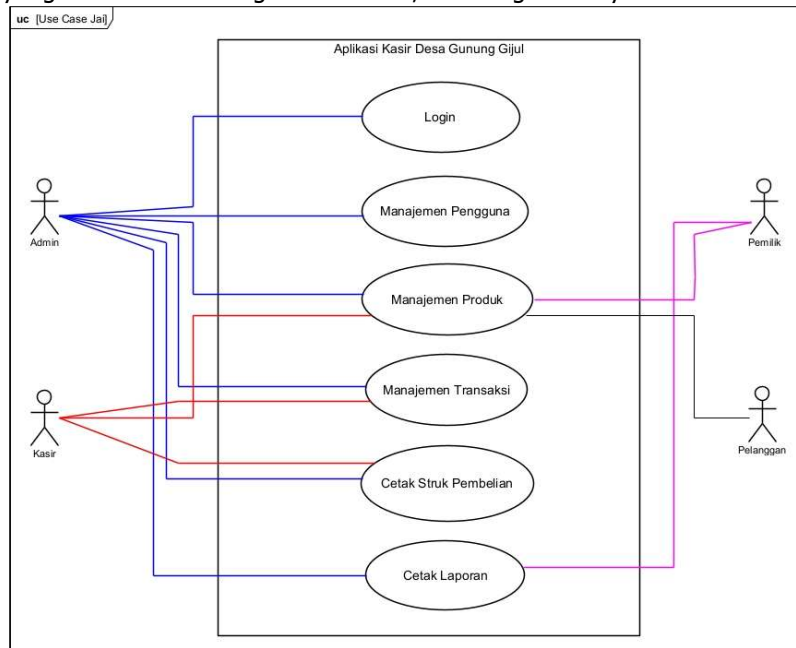 uc [Use Case Jai]
Aplikasi Kasir Desa Gunung Gijul
Login
Manajemen Pengguna
Admin
Pemilik
Manajemen Produk
Manajemen Transaksi
Kasir
Pelanggan
Cetak Struk Pembelian
Cetak Laporan